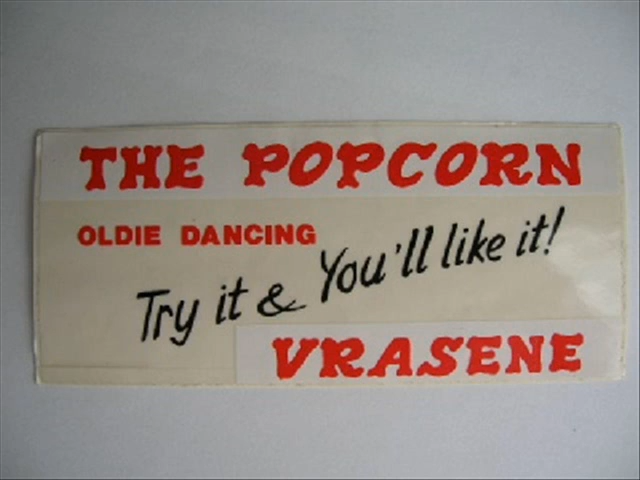 THE POPCORN
OLDIE DANCING
Try it & You'll like it!
VRASENE